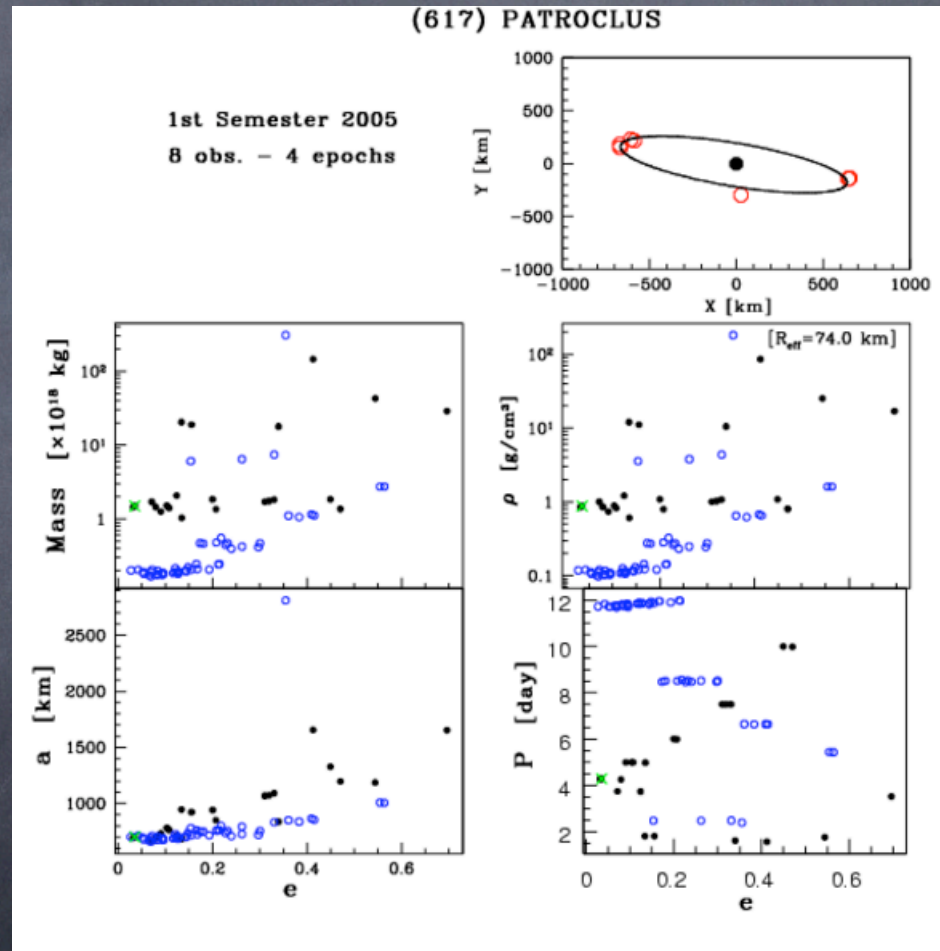 (617) PATROCLUS
1st Semester 2005
8 obs. – 4 epochs
Y [km]
1000
500
0
−500
−1000
−1000 −500 0 500 1000
X [km]
Mass [×10¹⁸ kg]
10²
10¹
1
ρ [g/cm³]
[R_eff=74.0 km]
10²
10¹
1
0.1
a [km]
2500
2000
1500
1000
0 0.2 0.4 0.6
e
P [day]
12
10
8
6
4
2
0 0.2 0.4 0.6
e